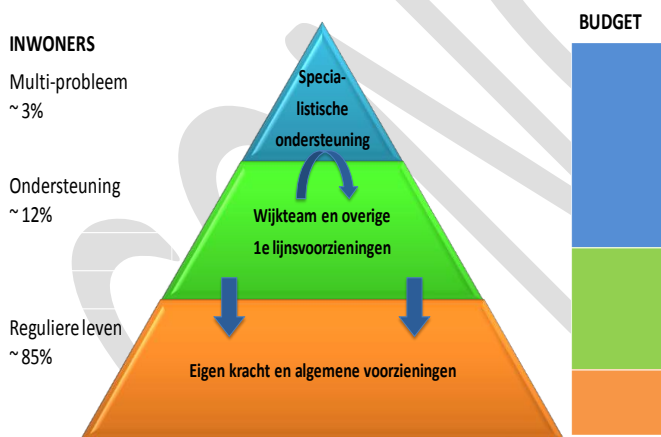 BUDGET
INWONERS
Multi-probleem
~ 3%
Ondersteuning
~ 12%
Reguliere leven
~ 85%
Specia-
listische
ondersteuning
Wijkteam en overige
1e lijnsvoorzieningen
Eigen kracht en algemene voorzieningen